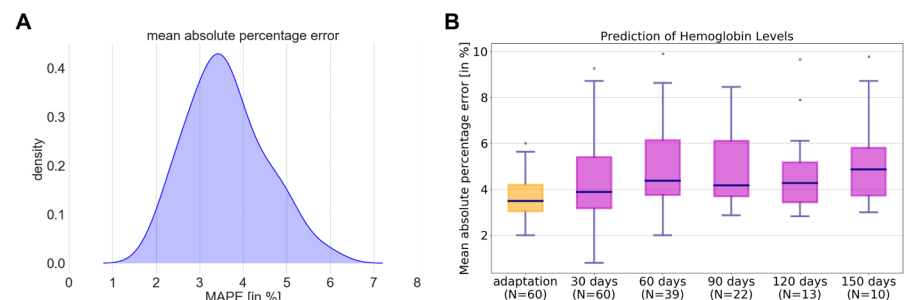 A
mean absolute percentage error
density
0.4
0.3
0.2
0.1
0.0
0 1 2 3 4 5 6 7 8
MAPE [in %]
B
Prediction of Hemoglobin Levels
Mean absolute percentage error [in %]
10
8
6
4
2
adaptation 30 days 60 days 90 days 120 days 150 days
(N=60) (N=60) (N=39) (N=22) (N=13) (N=10)